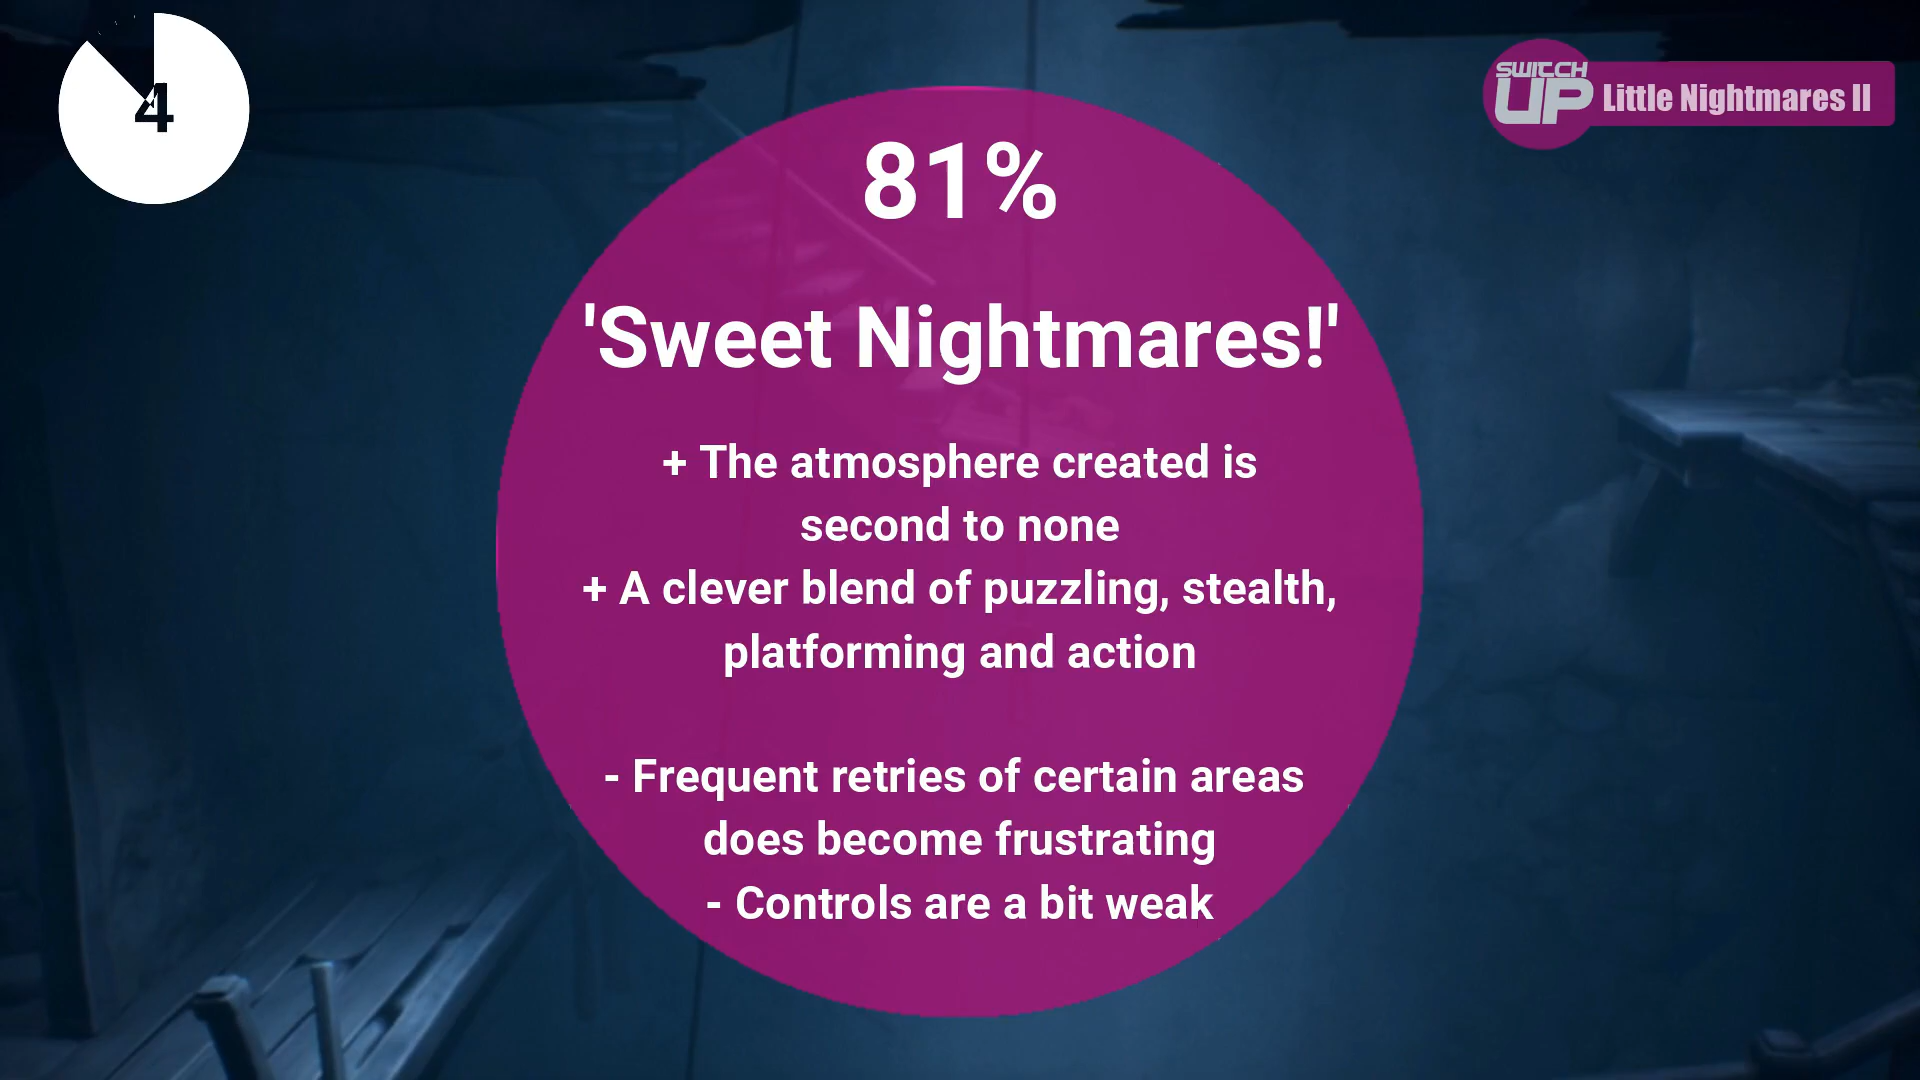 4
SWITCH
UP
Little Nightmares II
81%
'Sweet Nightmares!'
+ The atmosphere created is
second to none
+ A clever blend of puzzling, stealth,
platforming and action
- Frequent retries of certain areas
does become frustrating
- Controls are a bit weak